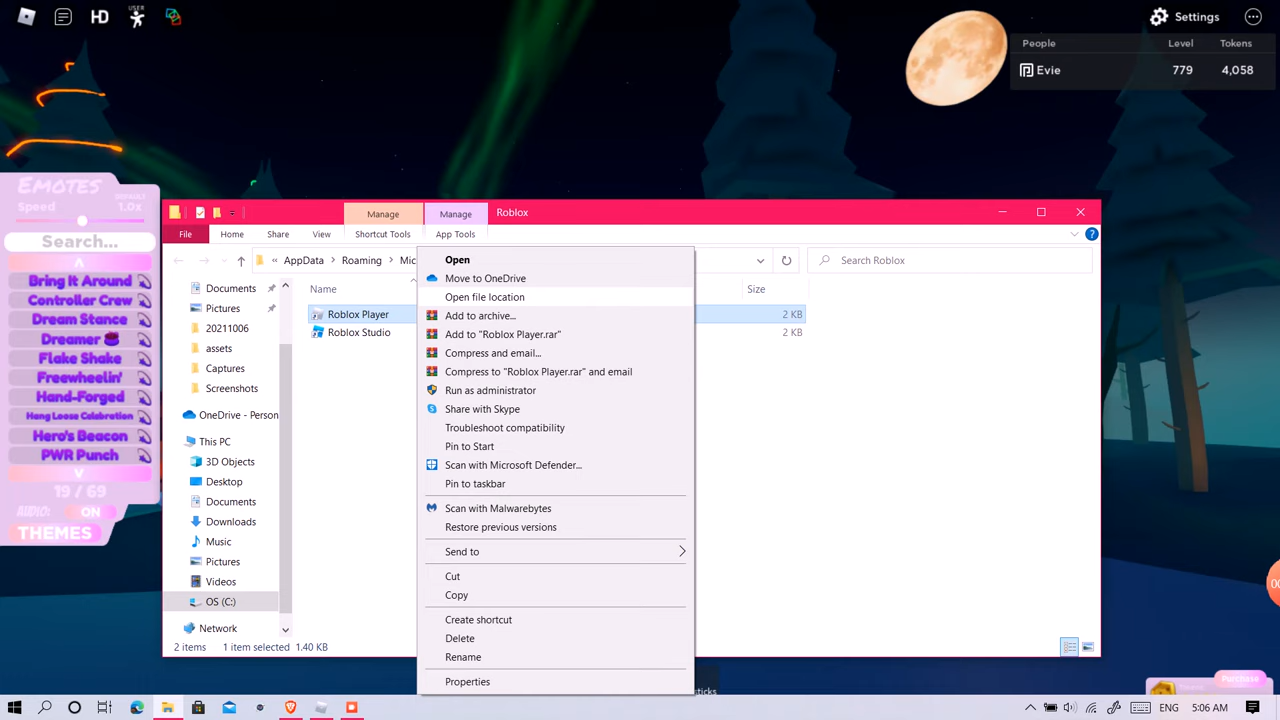 HD
USER
Settings
People Level Tokens
Evie 779 4,058
EMOTES
Speed
DEFAULT
1.0x
Search...
Bring It Around
Controller Crew
Dream Stance
Dreamer
Flake Shake
Freewheelin'
Hand-Forged
Hang Loose Celebration
Hero's Beacon
PWR Punch
19 / 69
AUDIO: ON
THEMES
Manage Manage Roblox
File Home Share View Shortcut Tools App Tools
« AppData > Roaming > Mic
Search Roblox
Documents
Pictures
20211006
assets
Captures
Screenshots
OneDrive - Person
This PC
3D Objects
Desktop
Documents
Downloads
Music
Pictures
Videos
OS (C:)
Network
Name Size
Roblox Player 2 KB
Roblox Studio 2 KB
Open
Move to OneDrive
Open file location
Add to archive...
Add to "Roblox Player.rar"
Compress and email...
Compress to "Roblox Player.rar" and email
Run as administrator
Share with Skype
Troubleshoot compatibility
Pin to Start
Scan with Microsoft Defender...
Pin to taskbar
Scan with Malwarebytes
Restore previous versions
Send to
Cut
Copy
Create shortcut
Delete
Rename
Properties
2 items 1 item selected 1.40 KB
sticks
Purchase
ENG 5:06 AM